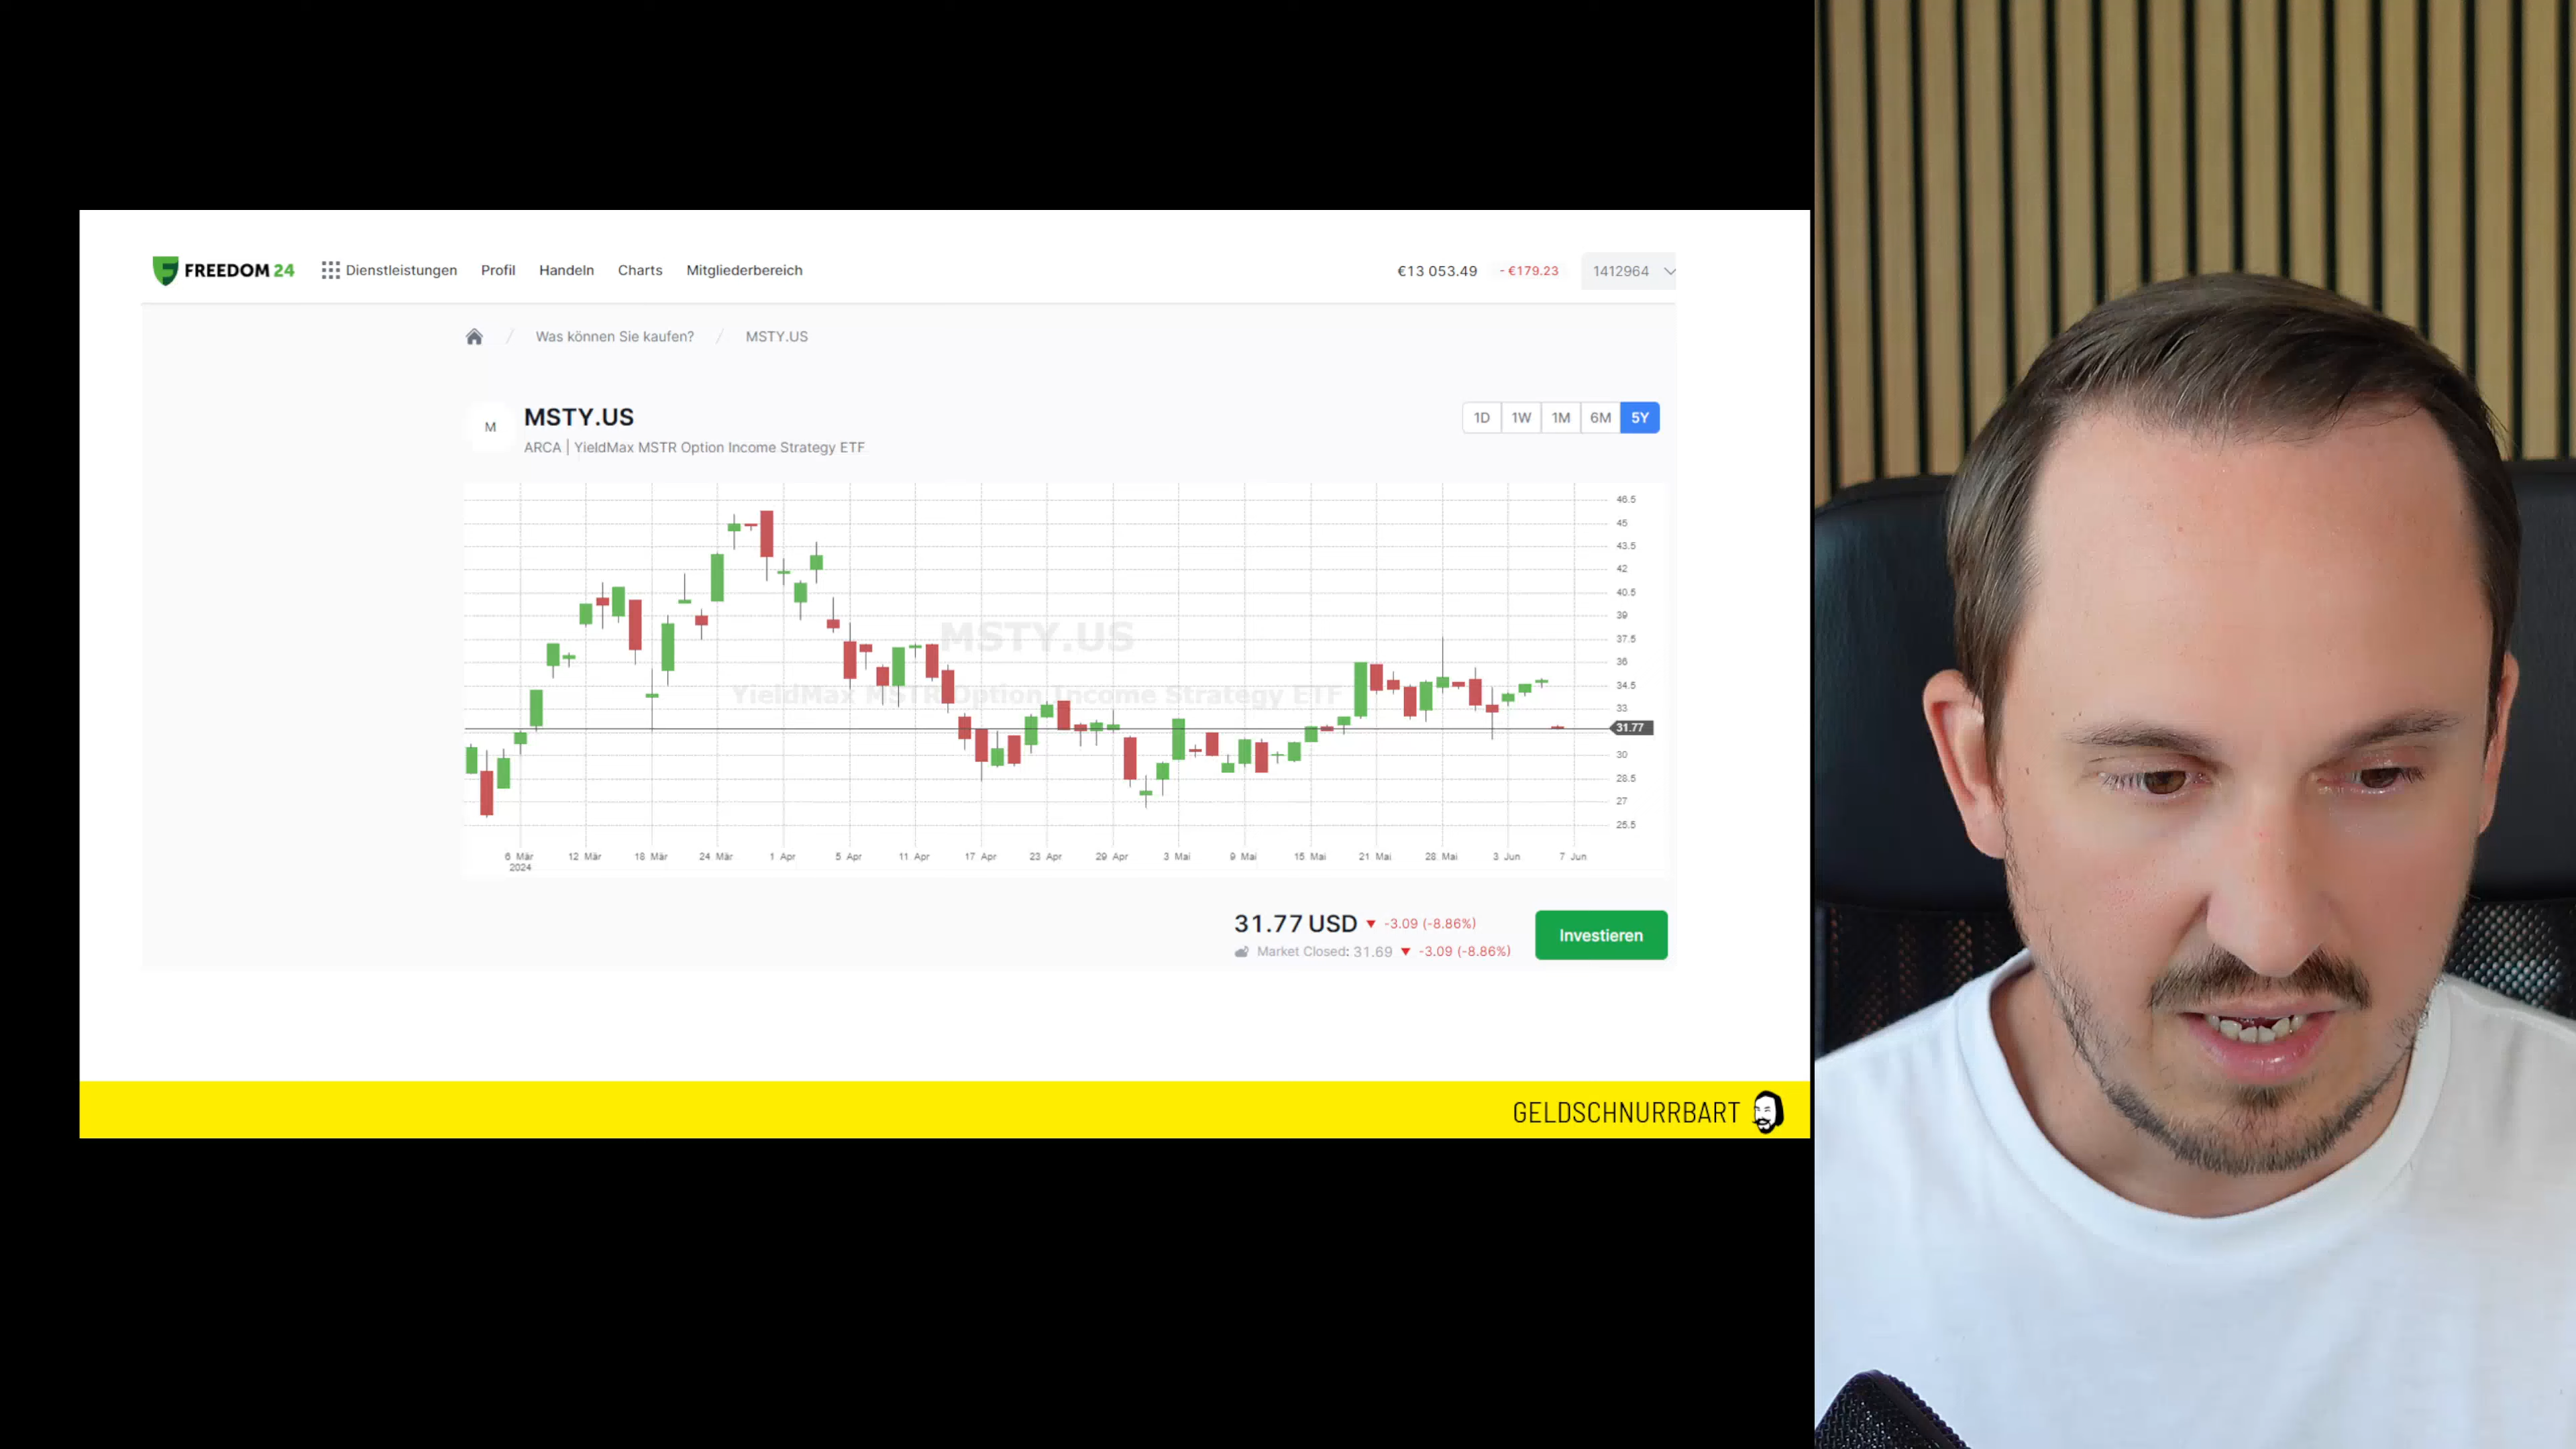 FREEDOM 24 Dienstleistungen Profil Handeln Charts Mitgliederbereich €13 053.49 - €179.23 1412964
/ Was können Sie kaufen? / MSTY.US
M MSTY.US
ARCA | YieldMax MSTR Option Income Strategy ETF
1D 1W 1M 6M 5Y
MSTY.US
YieldMax MSTR Option Income Strategy ETF
46.5
45
43.5
42
40.5
39
37.5
36
34.5
33
31.77
30
28.5
27
25.5
6 Mär 12 Mär 18 Mär 24 Mär 1 Apr 5 Apr 11 Apr 17 Apr 23 Apr 29 Apr 3 Mai 9 Mai 15 Mai 21 Mai 28 Mai 3 Jun 7 Jun
2024
31.77 USD ▼ -3.09 (-8.86%)
Market Closed: 31.69 ▼ -3.09 (-8.86%)
Investieren
GELDSCHNURRBART